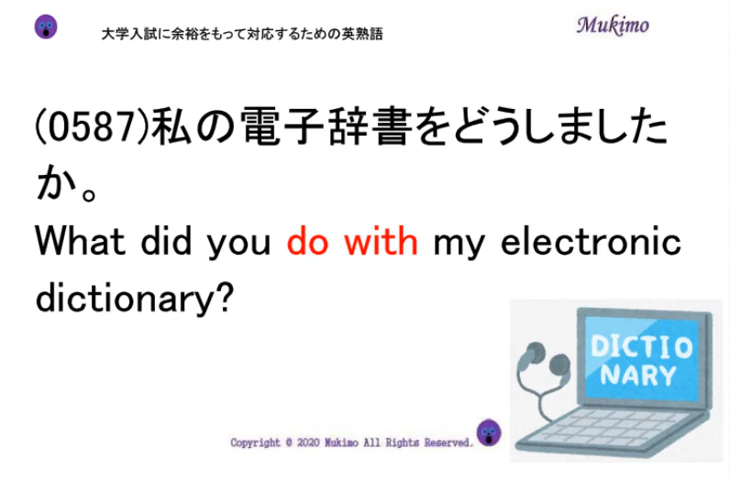 大学入試に余裕をもって対応するための英熟語
Mukimo
(0587)私の電子辞書をどうしました
か。
What did you do with my electronic
dictionary?
DICTIO
NARY
Copyright © 2020 Mukimo All Rights Reserved.